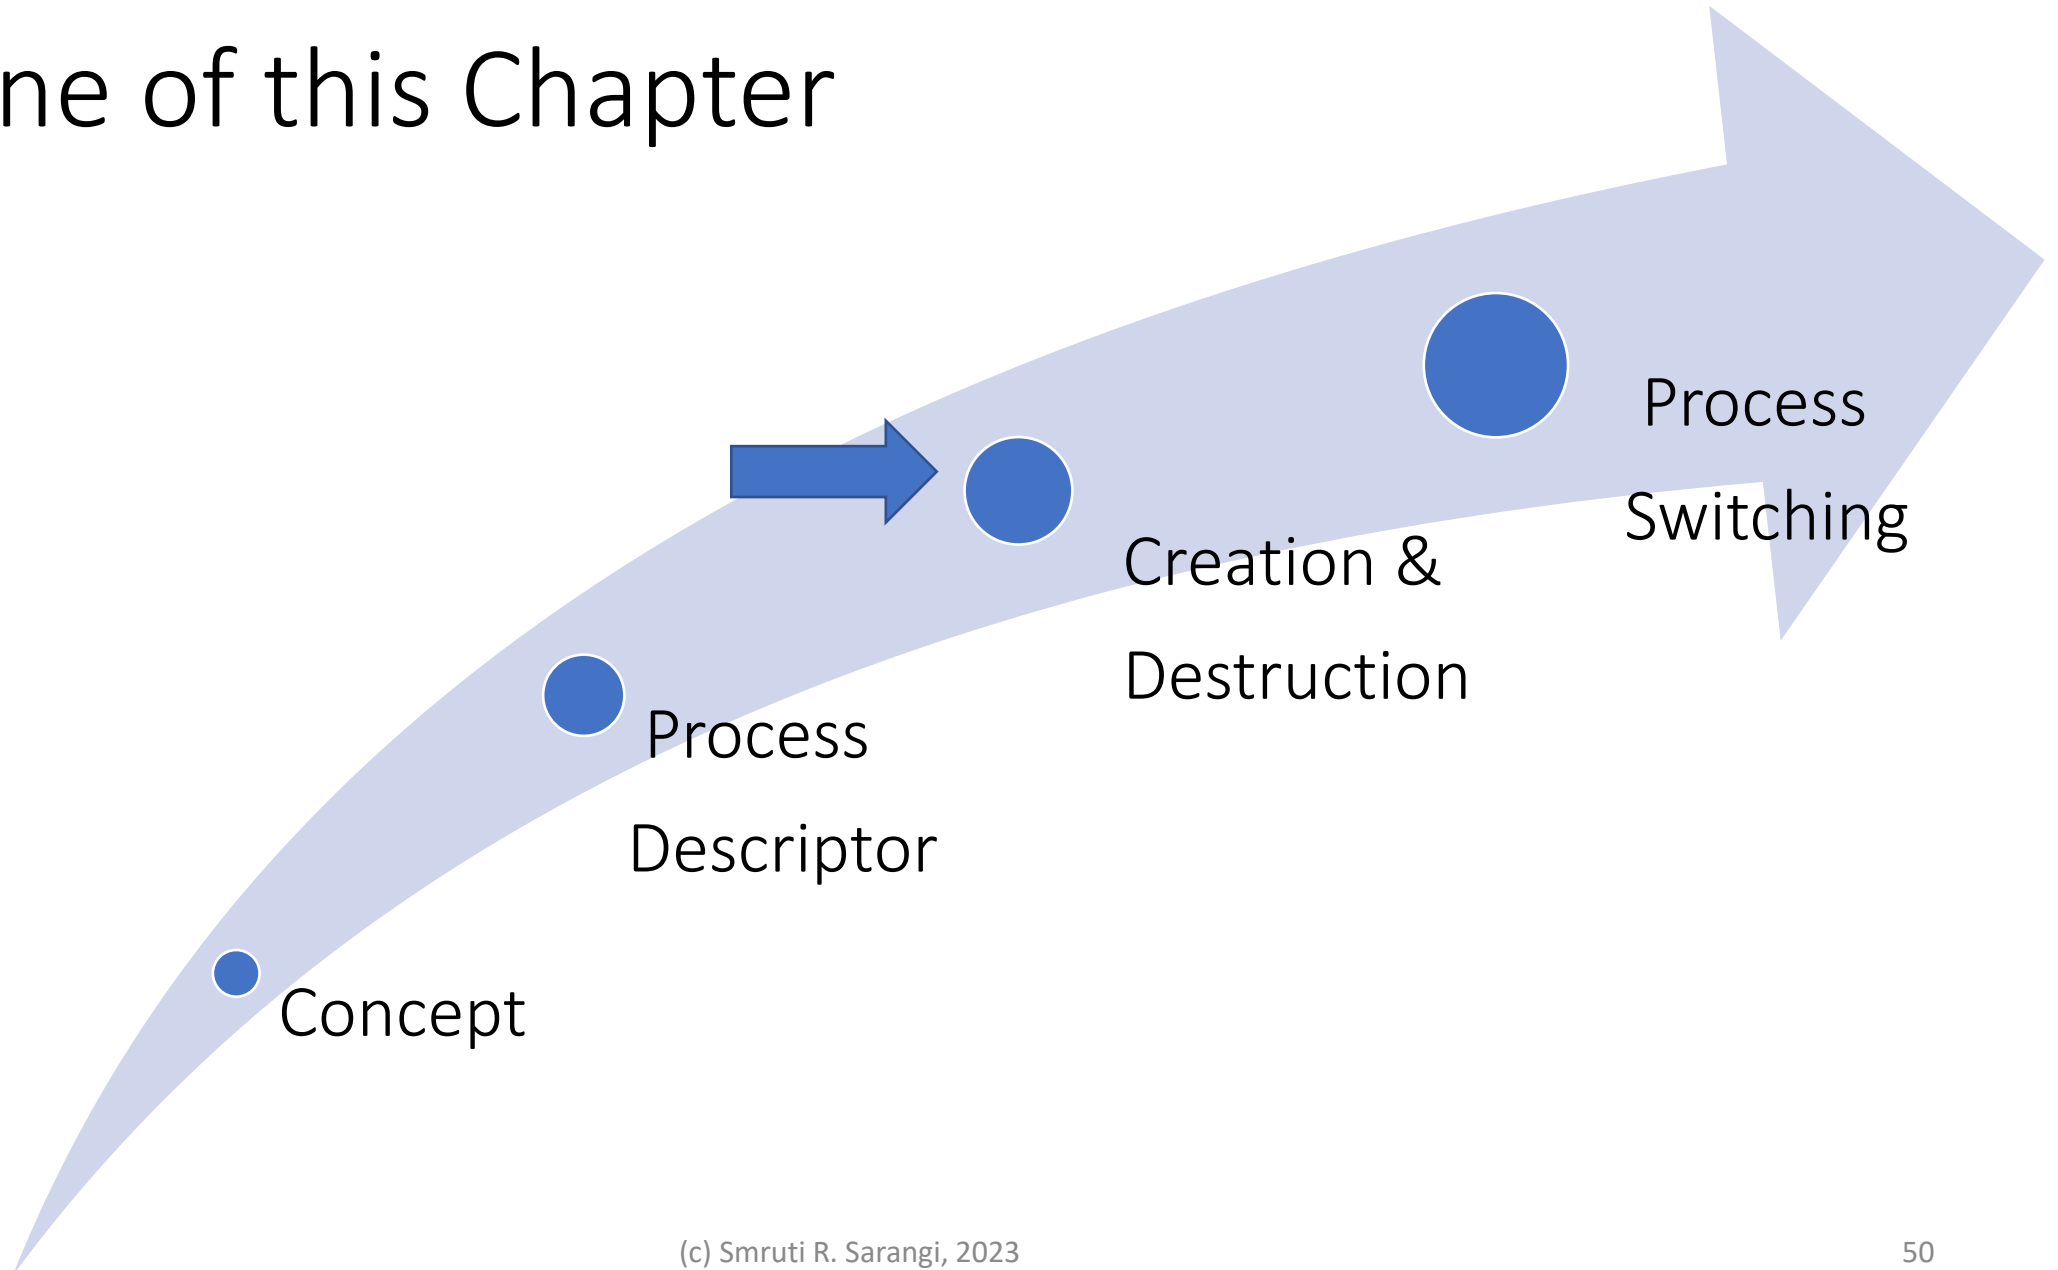 ne of this Chapter
Process
Switching
Creation &
Destruction
Process
Descriptor
Concept
(c) Smruti R. Sarangi, 2023
50